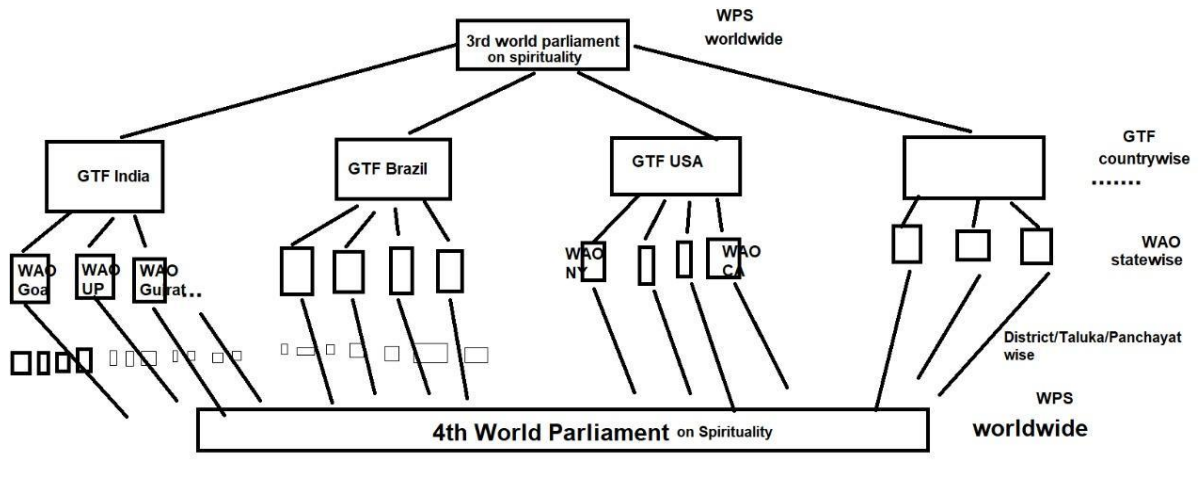 WPS
worldwide
3rd world parliament
on spirituality
GTF India
GTF Brazil
GTF USA
GTF
countrywise
.......
WAO
Goa
WAO
UP
WAO
Gujrat...
WAO
NY
WAO
CA
WAO
statewise
District/Taluka/Panchayat
wise
WPS
worldwide
4th World Parliament on Spirituality